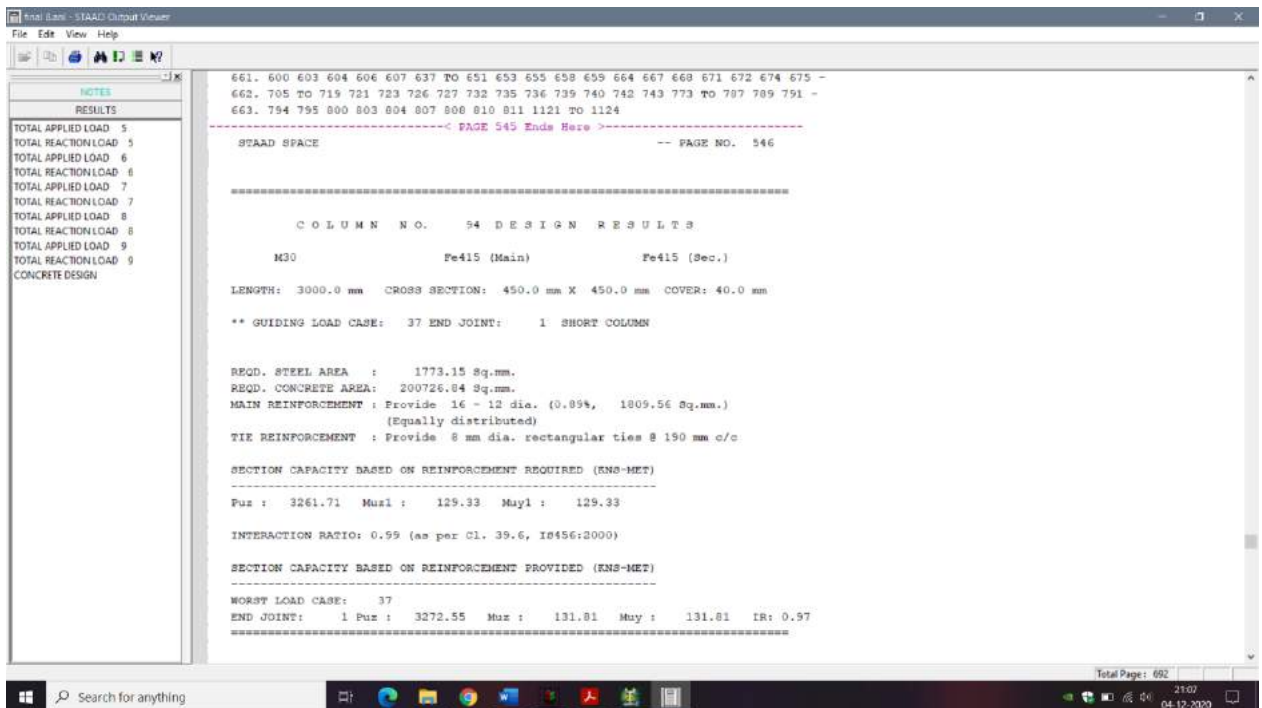 final 8.anl - STAAD Output Viewer
File Edit View Help
NOTES
RESULTS
TOTAL APPLIED LOAD 5
TOTAL REACTION LOAD 5
TOTAL APPLIED LOAD 6
TOTAL REACTION LOAD 6
TOTAL APPLIED LOAD 7
TOTAL REACTION LOAD 7
TOTAL APPLIED LOAD 8
TOTAL REACTION LOAD 8
TOTAL APPLIED LOAD 9
TOTAL REACTION LOAD 9
CONCRETE DESIGN
661. 600 603 604 606 607 637 TO 651 653 655 658 659 664 667 668 671 672 674 675 -
662. 705 TO 719 721 723 726 727 732 735 736 739 740 742 743 773 TO 787 789 791 -
663. 794 795 800 803 804 807 808 810 811 1121 TO 1124
< PAGE 545 Ends Here >
STAAD SPACE -- PAGE NO. 546
C O L U M N N O. 54 D E S I G N R E S U L T S
M30 Fe415 (Main) Fe415 (Sec.)
LENGTH: 3000.0 mm CROSS SECTION: 450.0 mm X 450.0 mm COVER: 40.0 mm
** GUIDING LOAD CASE: 37 END JOINT: 1 SHORT COLUMN
REQD. STEEL AREA : 1773.15 Sq.mm.
REQD. CONCRETE AREA: 200726.84 Sq.mm.
MAIN REINFORCEMENT : Provide 16 - 12 dia. (0.89%, 1809.56 Sq.mm.)
(Equally distributed)
TIE REINFORCEMENT : Provide 8 mm dia. rectangular ties @ 190 mm c/c
SECTION CAPACITY BASED ON REINFORCEMENT REQUIRED (KNS-MET)
Puz : 3261.71 Muz1 : 129.33 Muy1 : 129.33
INTERACTION RATIO: 0.99 (as per Cl. 39.6, IS456:2000)
SECTION CAPACITY BASED ON REINFORCEMENT PROVIDED (KNS-MET)
WORST LOAD CASE: 37
END JOINT: 1 Puz : 3272.55 Muz : 131.81 Muy : 131.81 IR: 0.97
Total Page: 692
Search for anything
21:07
04-12-2020